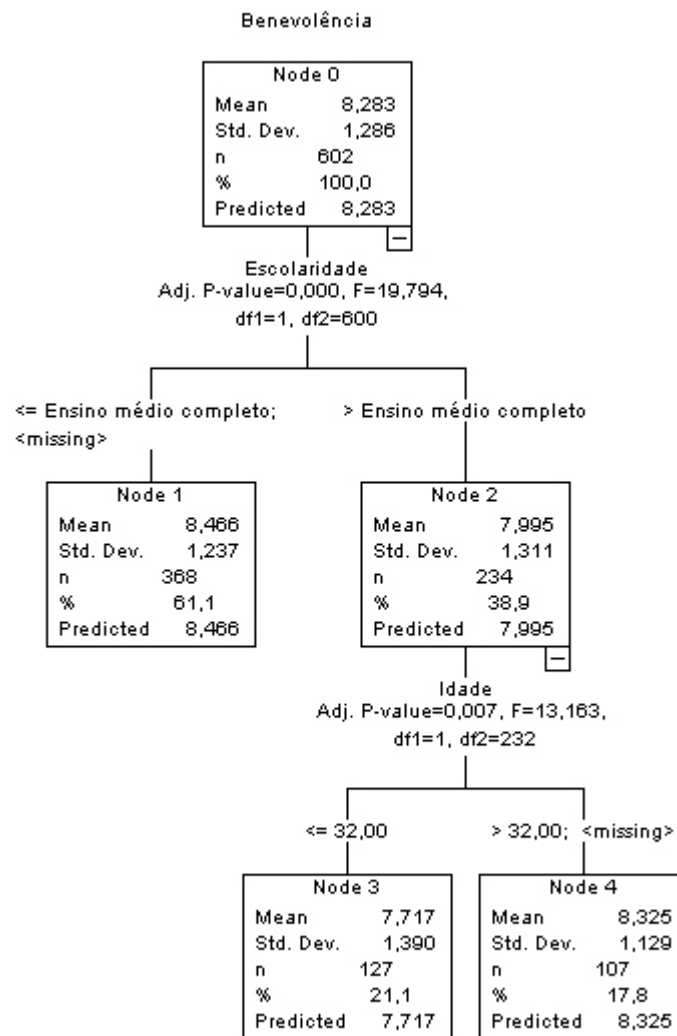 Benevolência
Node 0
Mean 8,283
Std. Dev. 1,286
n 602
% 100,0
Predicted 8,283
Escolaridade
Adj. P-value=0,000, F=19,794,
df1=1, df2=600
<= Ensino médio completo;
<missing>
> Ensino médio completo
Node 1
Mean 8,466
Std. Dev. 1,237
n 368
% 61,1
Predicted 8,466
Node 2
Mean 7,995
Std. Dev. 1,311
n 234
% 38,9
Predicted 7,995
Idade
Adj. P-value=0,007, F=13,163,
df1=1, df2=232
<= 32,00
> 32,00; <missing>
Node 3
Mean 7,717
Std. Dev. 1,390
n 127
% 21,1
Predicted 7,717
Node 4
Mean 8,325
Std. Dev. 1,129
n 107
% 17,8
Predicted 8,325